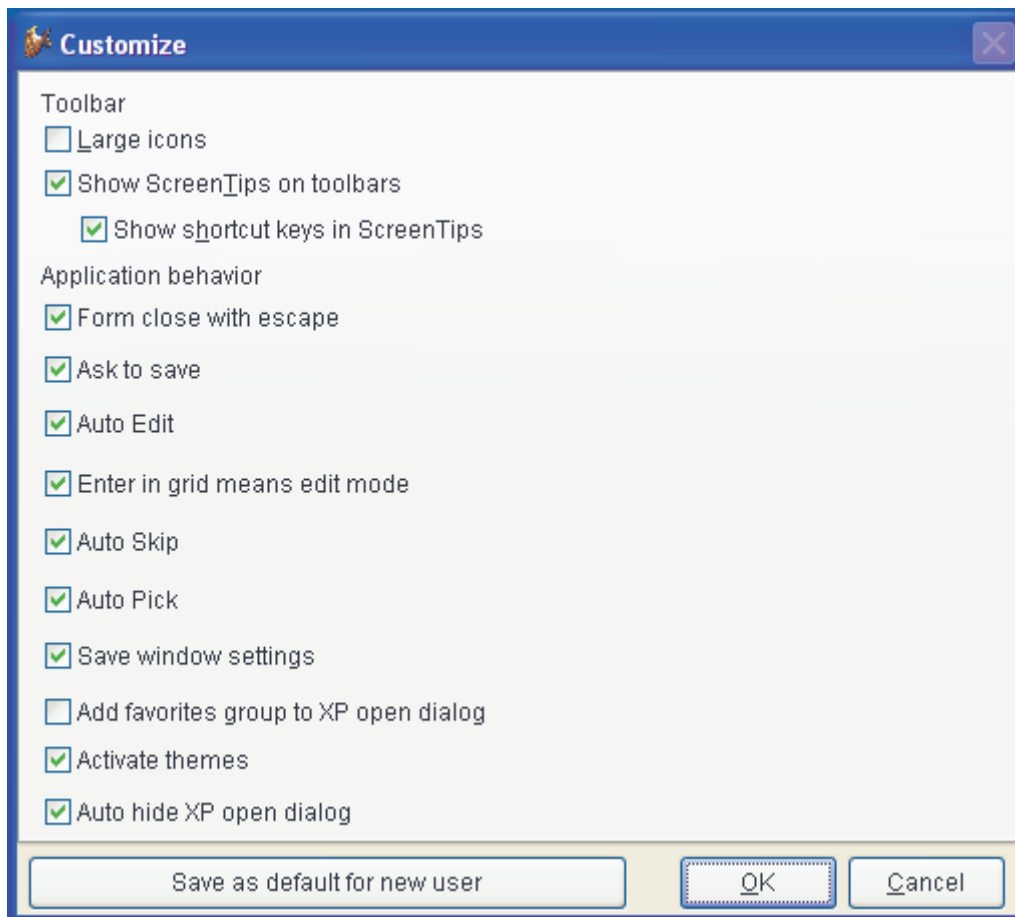 Customize
Toolbar
Large icons
Show ScreenTips on toolbars
Show shortcut keys in ScreenTips
Application behavior
Form close with escape
Ask to save
Auto Edit
Enter in grid means edit mode
Auto Skip
Auto Pick
Save window settings
Add favorites group to XP open dialog
Activate themes
Auto hide XP open dialog
Save as default for new user OK Cancel